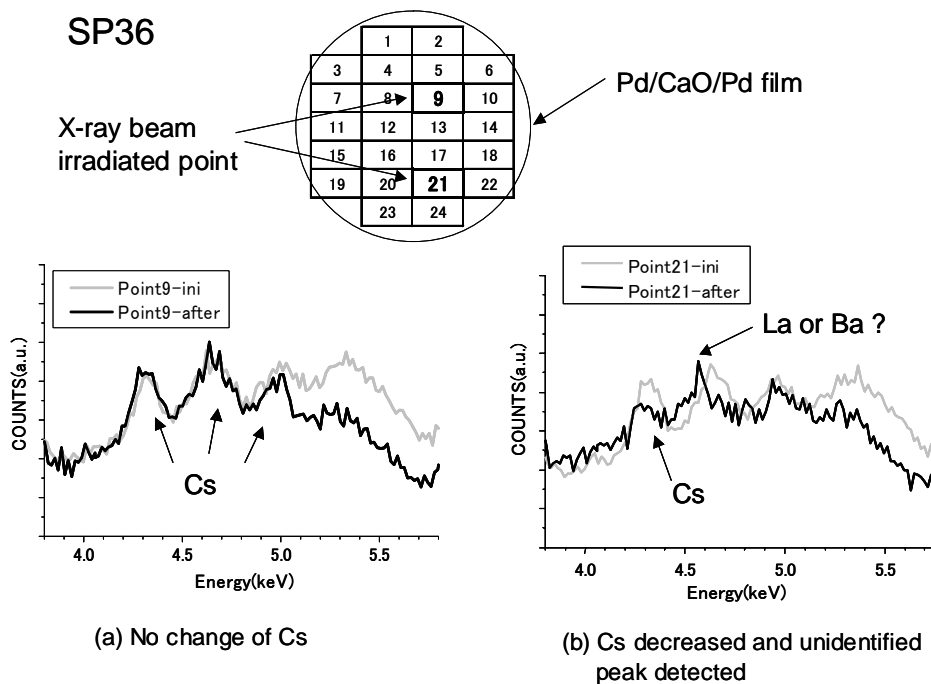 SP36
1 2
3 4 5 6
7 8 9 10
11 12 13 14
15 16 17 18
19 20 21 22
23 24
Pd/CaO/Pd film
X-ray beam
irradiated point
Point9-ini
Point9-after
COUNTS(a.u.)
Cs
4.0 4.5 5.0 5.5
Energy(keV)
(a) No change of Cs
Point21-ini
Point21-after
La or Ba ?
COUNTS(a.u.)
Cs
4.0 4.5 5.0 5.5
Energy(keV)
(b) Cs decreased and unidentified
peak detected